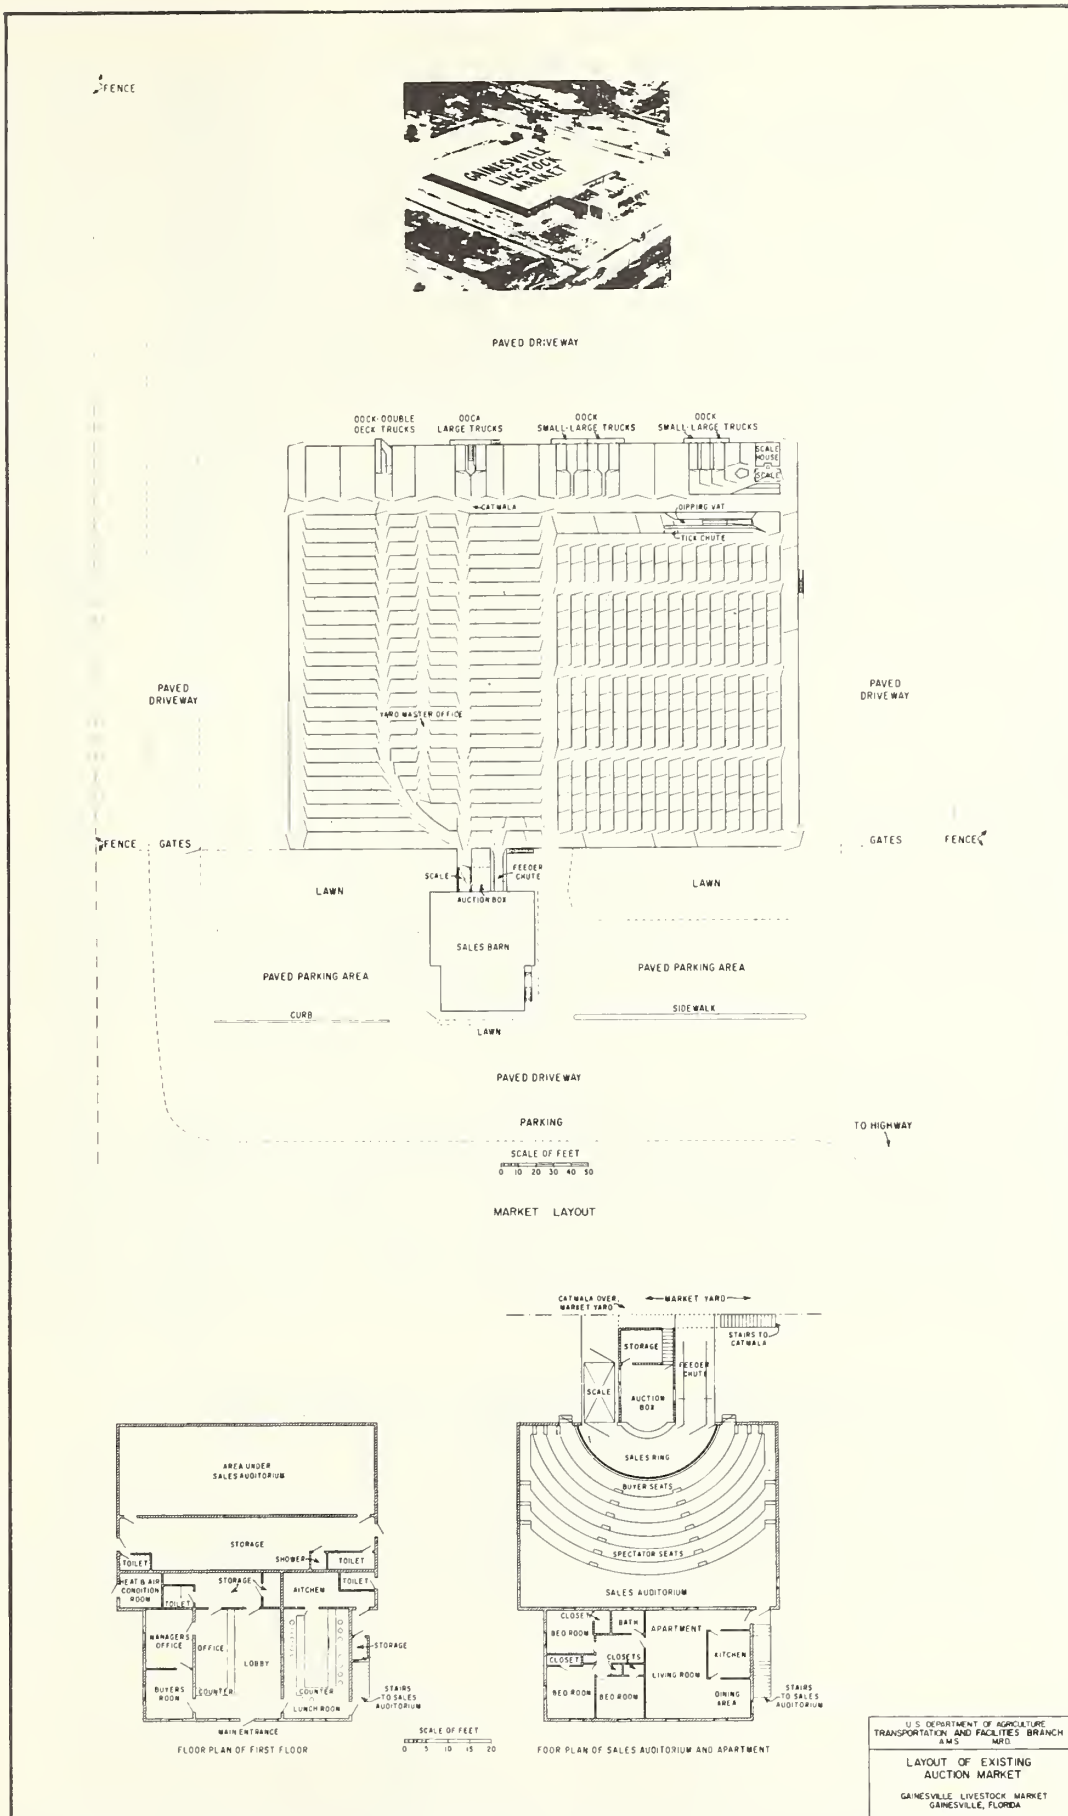 FENCE
GAINESVILLE
LIVESTOCK
MARKET
PAVED DRIVEWAY
DOCK-DOUBLE
DECK TRUCKS
DOCA
LARGE TRUCKS
DOCK
SMALL-LARGE TRUCKS
DOCK
SMALL-LARGE TRUCKS
SCALE
HOUSE
SCALE
CATMALA
DIPPING VAT
TICK CHUTE
PAVED
DRIVEWAY
YARD MASTER OFFICE
PAVED
DRIVEWAY
FENCE
GATES
GATES
FENCE
LAWN
SCALE
FEEDER
CHUTE
LAWN
AUCTION BOX
SALES BARN
PAVED PARKING AREA
PAVED PARKING AREA
CURB
SIDEWALK
LAWN
PAVED DRIVEWAY
PARKING
TO HIGHWAY
SCALE OF FEET
0 10 20 30 40 50
MARKET LAYOUT
CATMALA OVER
MARKET YARD
MARKET YARD
STAIRS TO
CATMALA
STORAGE
FEEDER
CHUTE
SCALE
AUCTION
BOX
SALES RING
BUYER SEATS
SPECTATOR SEATS
SALES AUDITORIUM
CLOSET
BATH
APARTMENT
BED ROOM
CLOSET
CLOSETS
KITCHEN
LIVING ROOM
BED ROOM
BED ROOM
DINING
AREA
STAIRS
TO SALES
AUDITORIUM
FOOR PLAN OF SALES AUDITORIUM AND APARTMENT
AREA UNDER
SALES AUDITORIUM
STORAGE
TOILET
SHOWER
TOILET
HEAT & AIR
CONDITION
ROOM
STORAGE
TOILET
AITCHEN
TOILET
MANAGERS
OFFICE
OFFICE
LOBBY
STORAGE
BUYERS
ROOM
COUNTER
COUNTER
LUNCH ROOM
STAIRS
TO SALES
AUDITORIUM
MAIN ENTRANCE
FLOOR PLAN OF FIRST FLOOR
SCALE OF FEET
0 5 10 15 20
U S DEPARTMENT OF AGRICULTURE
TRANSPORTATION AND FACILITIES BRANCH
A M S M.R.D.
LAYOUT OF EXISTING
AUCTION MARKET
GAINESVILLE LIVESTOCK MARKET
GAINESVILLE, FLORIDA